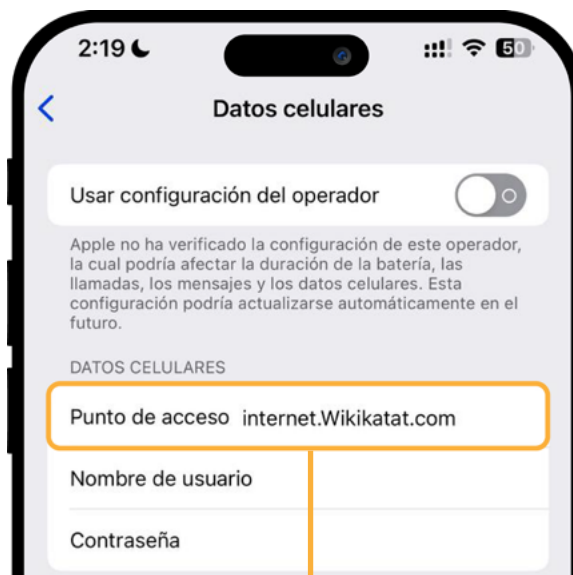 2:19
50
Datos celulares
Usar configuración del operador
Apple no ha verificado la configuración de este operador,
la cual podría afectar la duración de la batería, las
llamadas, los mensajes y los datos celulares. Esta
configuración podría actualizarse automáticamente en el
futuro.
DATOS CELULARES
Punto de acceso internet.Wikikatat.com
Nombre de usuario
Contraseña